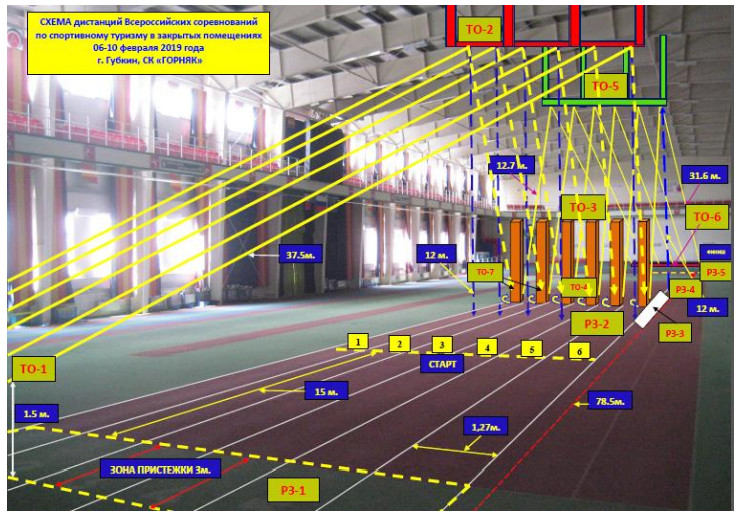 СХЕМА дистанций Всероссийских соревнований
по спортивному туризму в закрытых помещениях
06-10 февраля 2019 года
г. Губкин, СК «ГОРНЯК»
ТО-2
ТО-5
12.7 м.
31.6 м.
ТО-3
ТО-6
37.5м.
12 м.
ТО-7
ТО-4
финиш
РЗ-5
РЗ-4
12 м.
РЗ-2
РЗ-3
1
2
3
4
5
6
СТАРТ
ТО-1
15 м.
78.5м.
1.5 м.
1,27м.
ЗОНА ПРИСТЕЖКИ 3м.
РЗ-1